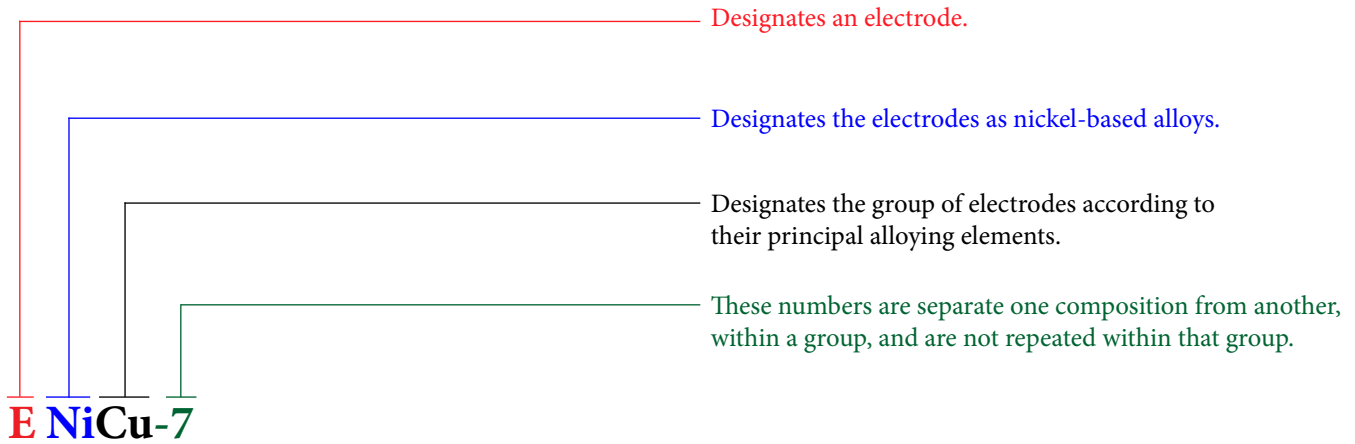 Designates an electrode.
Designates the electrodes as nickel-based alloys.
Designates the group of electrodes according to
their principal alloying elements.
These numbers are separate one composition from another,
within a group, and are not repeated within that group.
E NiCu-7